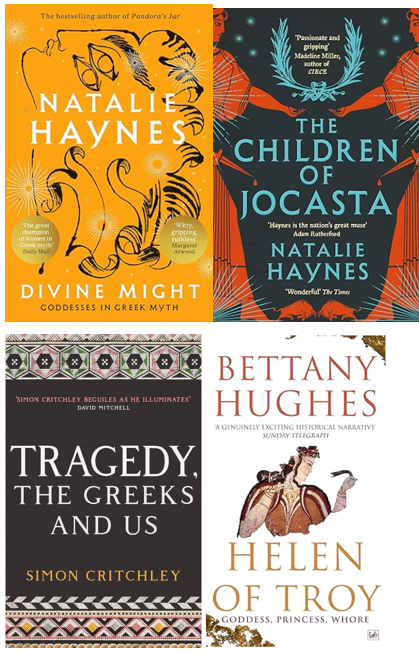 The bestselling author of Pandora's Jar
NATALIE
HAYNES
'The great
champion
of women in
Greek myth'
Daily Mail
'Witty,
gripping,
ruthless'
Margaret
Atwood
DIVINE MIGHT
GODDESSES IN GREEK MYTH
'Passionate and
gripping'
Madeline Miller,
author of
CIRCE
THE
CHILDREN
OF
JOCASTA
'Haynes is the nation's great muse'
Adam Rutherford
NATALIE
HAYNES
'Wonderful' The Times
'SIMON CRITCHLEY BEGUILES AS HE ILLUMINATES'
DAVID MITCHELL
TRAGEDY,
THE GREEKS
AND US
SIMON CRITCHLEY
BETTANY
HUGHES
'A GENUINELY EXCITING HISTORICAL NARRATIVE'
SUNDAY TELEGRAPH
HELEN
OF TROY
GODDESS, PRINCESS, WHORE